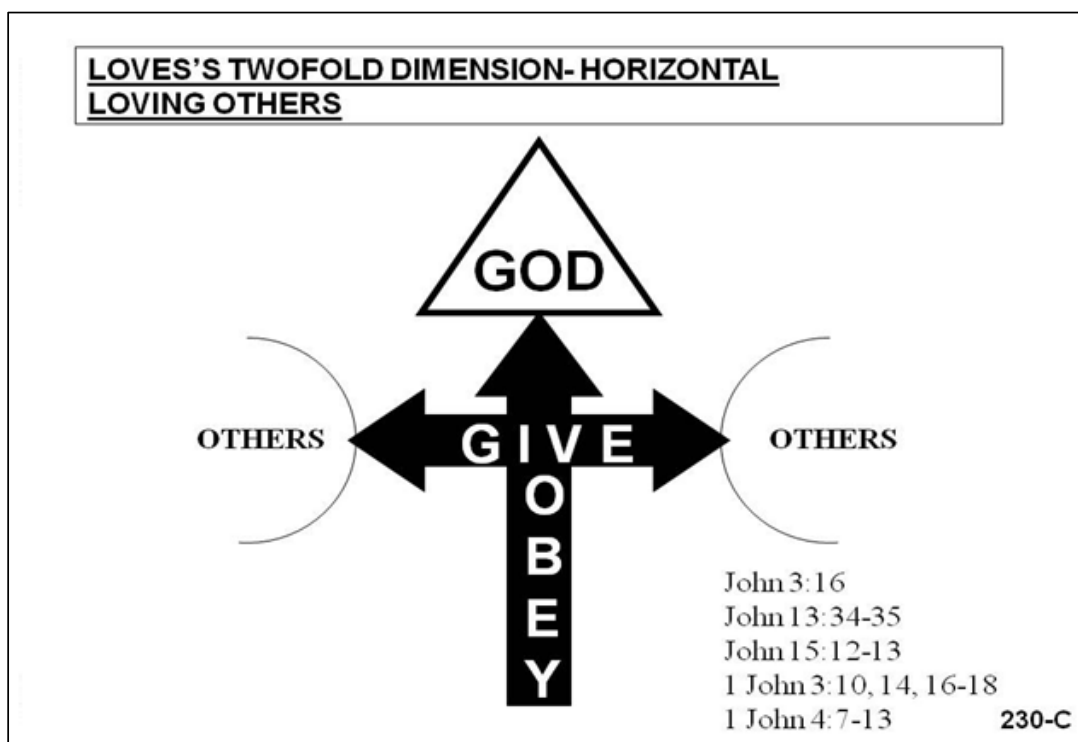 LOVES’S TWOFOLD DIMENSION- HORIZONTAL
LOVING OTHERS
GOD
OTHERS
GIVE
OTHERS
OBEY
John 3:16
John 13:34-35
John 15:12-13
1 John 3:10, 14, 16-18
1 John 4:7-13
230-C